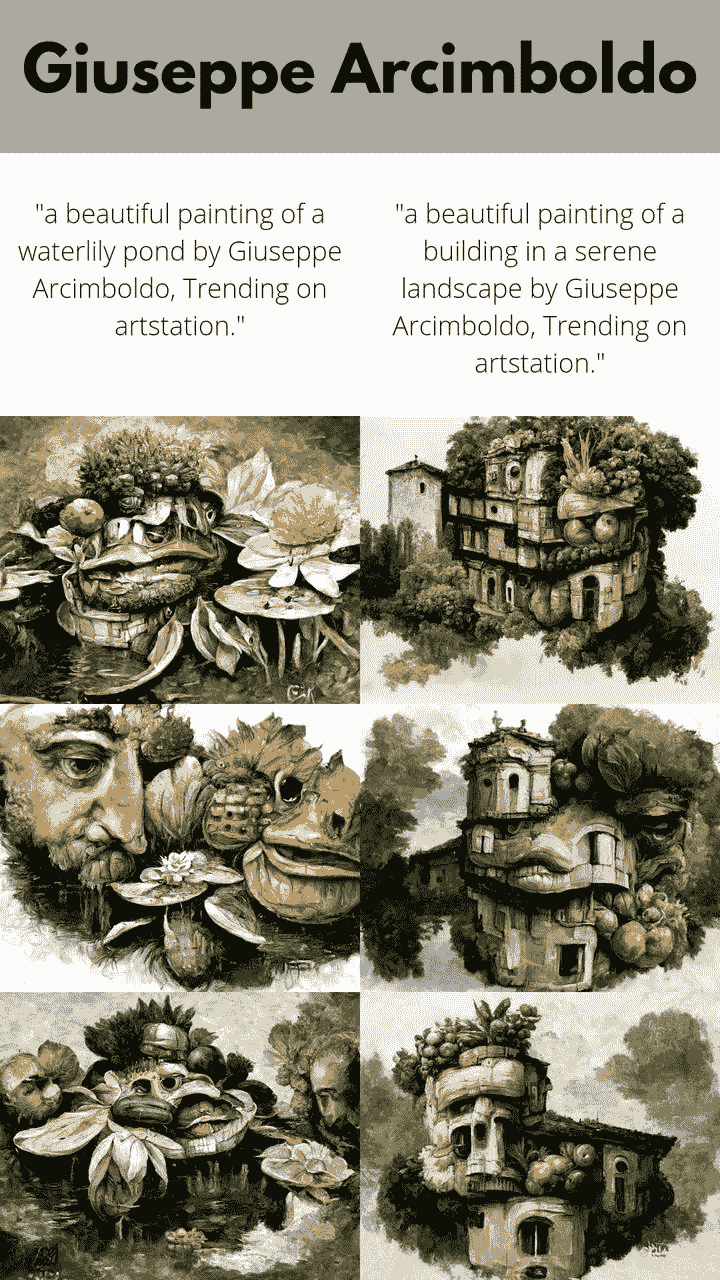 Giuseppe Arcimboldo
"a beautiful painting of a
waterlily pond by Giuseppe
Arcimboldo, Trending on
artstation."
"a beautiful painting of a
building in a serene
landscape by Giuseppe
Arcimboldo, Trending on
artstation."